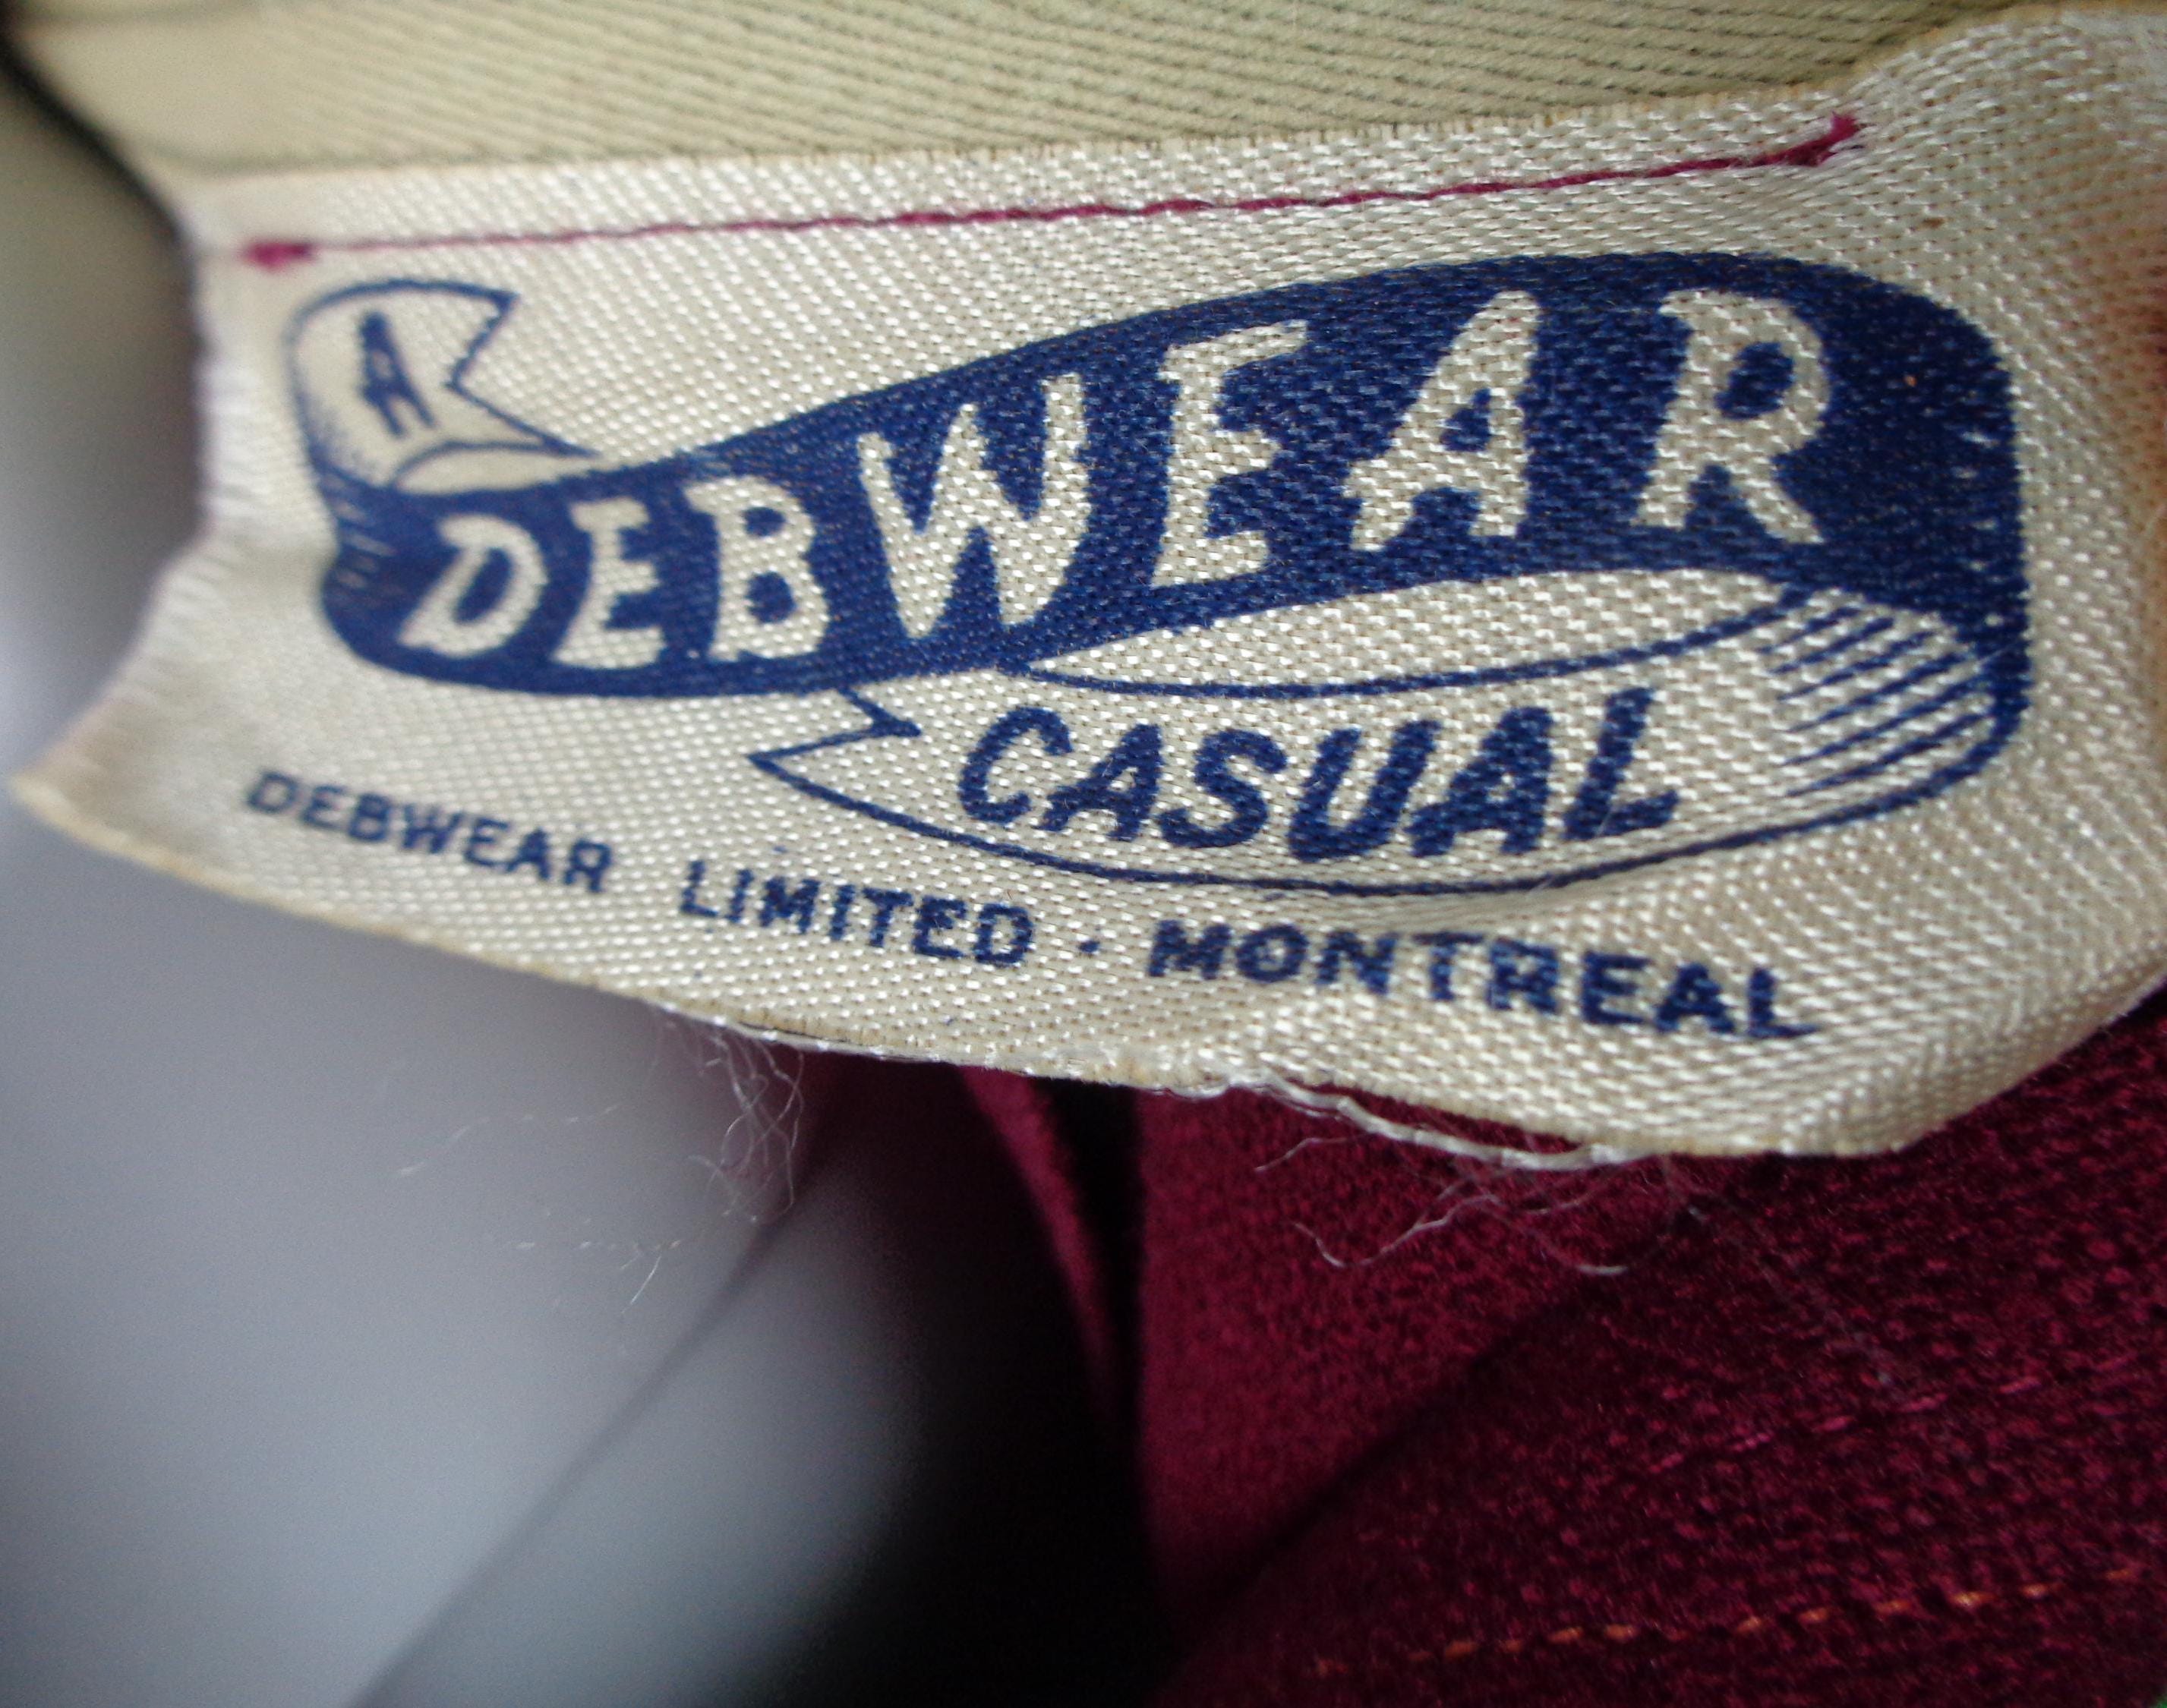 A
DEBWEAR
CASUAL
DEBWEAR LIMITED · MONTREAL